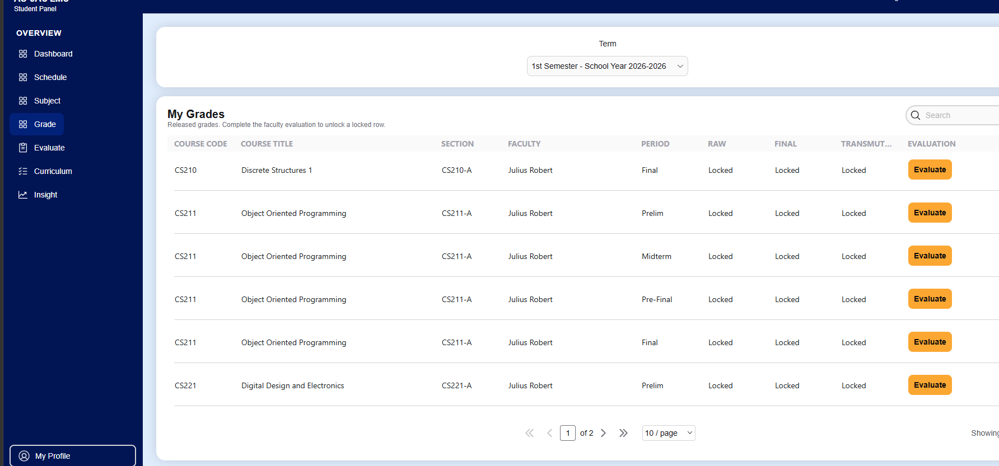 Student Panel
OVERVIEW
Dashboard
Schedule
Subject
Grade
Evaluate
Curriculum
Insight
My Profile
Term
1st Semester - School Year 2026-2026
My Grades
Released grades. Complete the faculty evaluation to unlock a locked row.
Search
COURSE CODE COURSE TITLE SECTION FACULTY PERIOD RAW FINAL TRANSMUT... EVALUATION
CS210 Discrete Structures 1 CS210-A Julius Robert Final Locked Locked Locked Evaluate
CS211 Object Oriented Programming CS211-A Julius Robert Prelim Locked Locked Locked Evaluate
CS211 Object Oriented Programming CS211-A Julius Robert Midterm Locked Locked Locked Evaluate
CS211 Object Oriented Programming CS211-A Julius Robert Pre-Final Locked Locked Locked Evaluate
CS211 Object Oriented Programming CS211-A Julius Robert Final Locked Locked Locked Evaluate
CS221 Digital Design and Electronics CS221-A Julius Robert Prelim Locked Locked Locked Evaluate
1 of 2 10 / page Showing